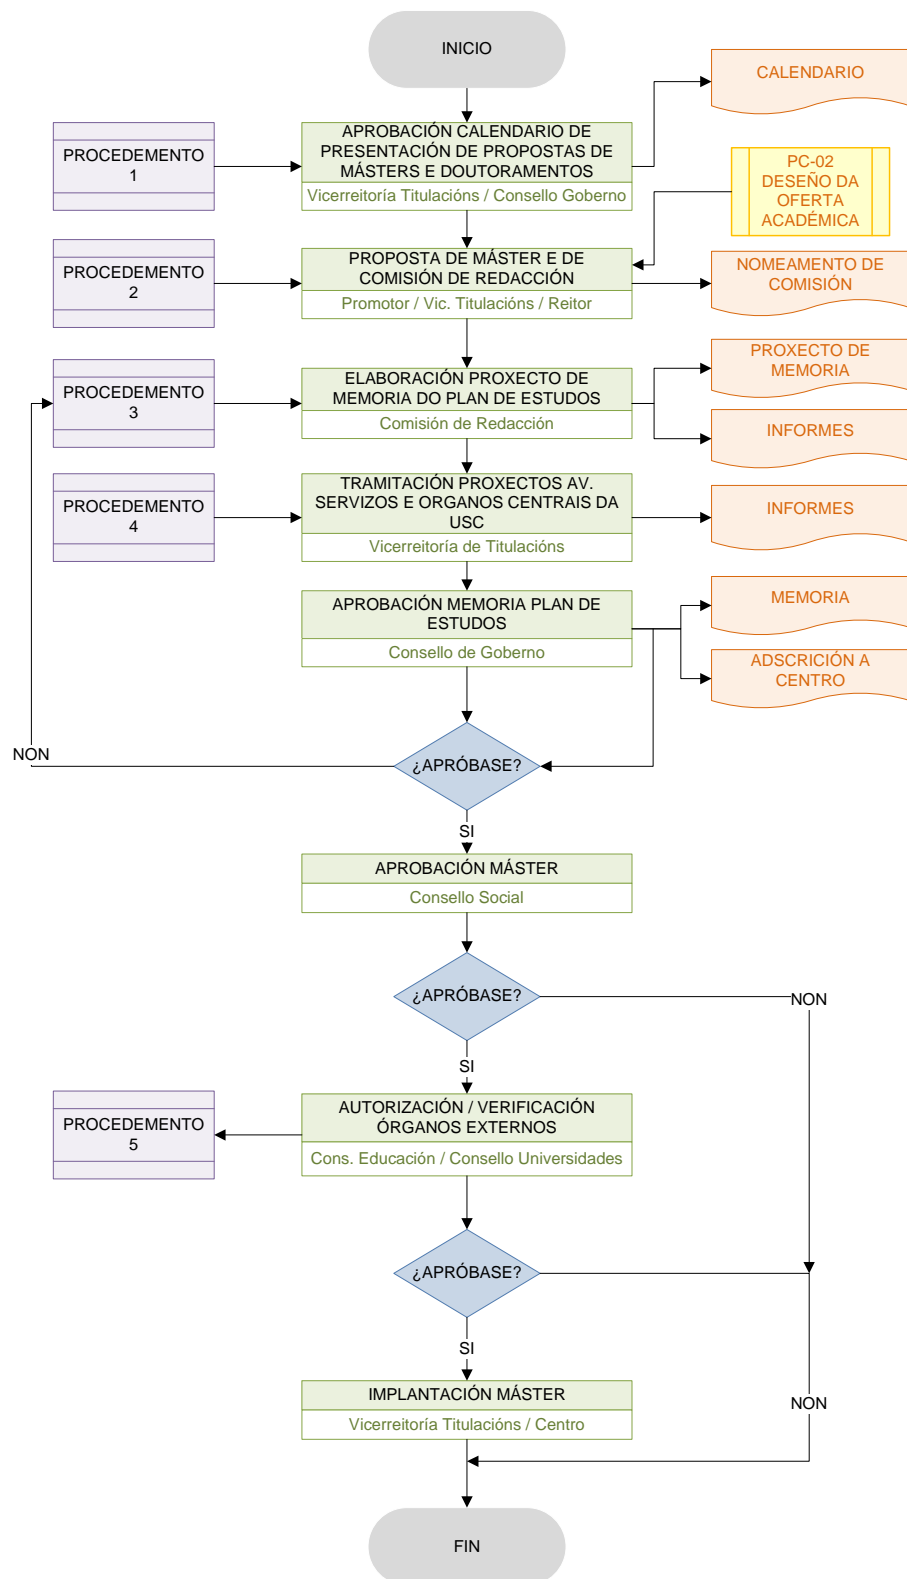 INICIO
CALENDARIO
PROCEDEMENTO
1
APROBACIÓN CALENDARIO DE
PRESENTACIÓN DE PROPOSTAS DE
MÁSTERS E DOUTORAMENTOS
Vicerreitoría Titulacións / Consello Goberno
PC-02
DESEÑO DA
OFERTA
ACADÉMICA
PROCEDEMENTO
2
PROPOSTA DE MÁSTER E DE
COMISIÓN DE REDACCIÓN
Promotor / Vic. Titulacións / Reitor
NOMEAMENTO DE
COMISIÓN
PROCEDEMENTO
3
ELABORACIÓN PROXECTO DE
MEMORIA DO PLAN DE ESTUDOS
Comisión de Redacción
PROXECTO DE
MEMORIA
INFORMES
PROCEDEMENTO
4
TRAMITACIÓN PROXECTOS AV.
SERVIZOS E ORGANOS CENTRAIS DA
USC
Vicerreitoría de Titulacións
INFORMES
APROBACIÓN MEMORIA PLAN DE
ESTUDOS
Consello de Goberno
MEMORIA
ADSCRICIÓN A
CENTRO
NON
¿APRÓBASE?
SI
APROBACIÓN MÁSTER
Consello Social
¿APRÓBASE?
NON
SI
PROCEDEMENTO
5
AUTORIZACIÓN / VERIFICACIÓN
ÓRGANOS EXTERNOS
Cons. Educación / Consello Universidades
¿APRÓBASE?
SI
NON
IMPLANTACIÓN MÁSTER
Vicerreitoría Titulacións / Centro
FIN